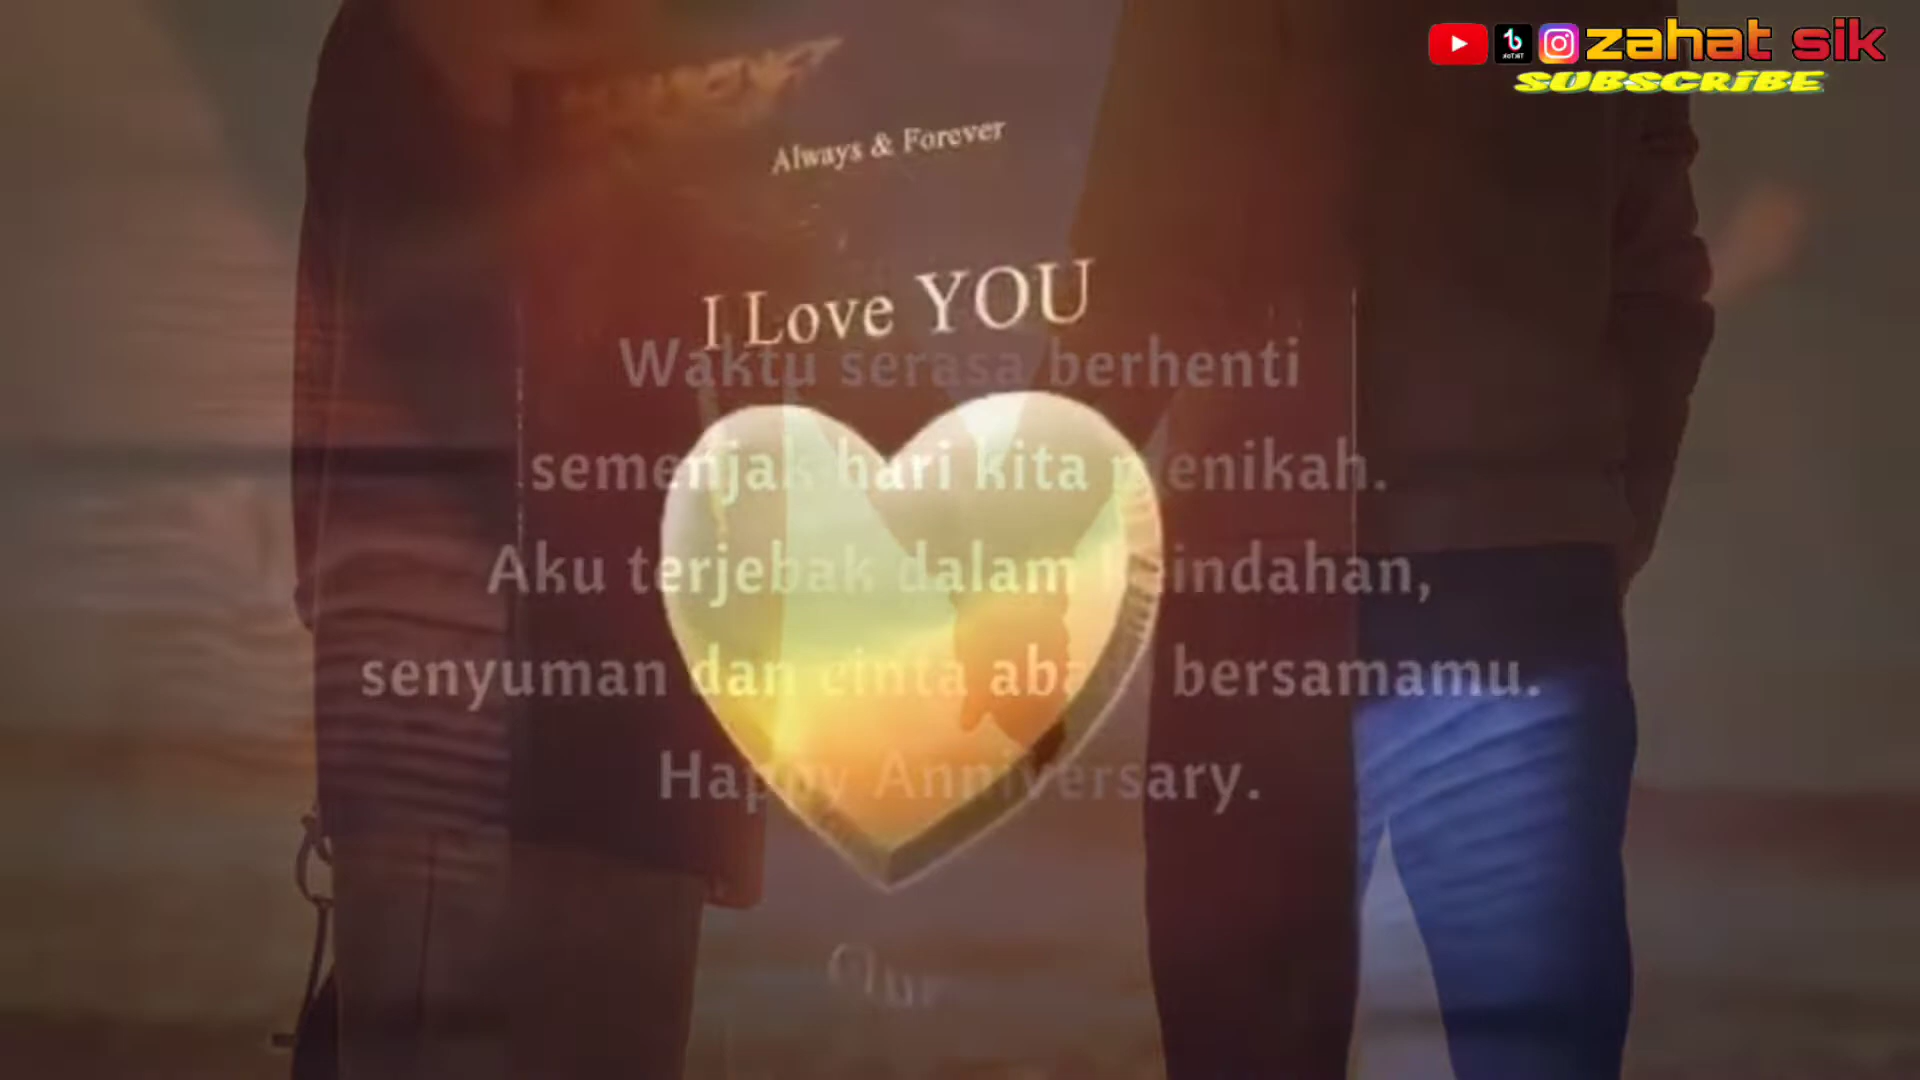 zahat sik
SUBSCRIBE
Always & Forever
I Love YOU
Waktu serasa berhenti
semenjak hari kita menikah.
Aku terjebak dalam keindahan,
senyuman dan cinta abadi bersamamu.
Happy Anniversary.
Our